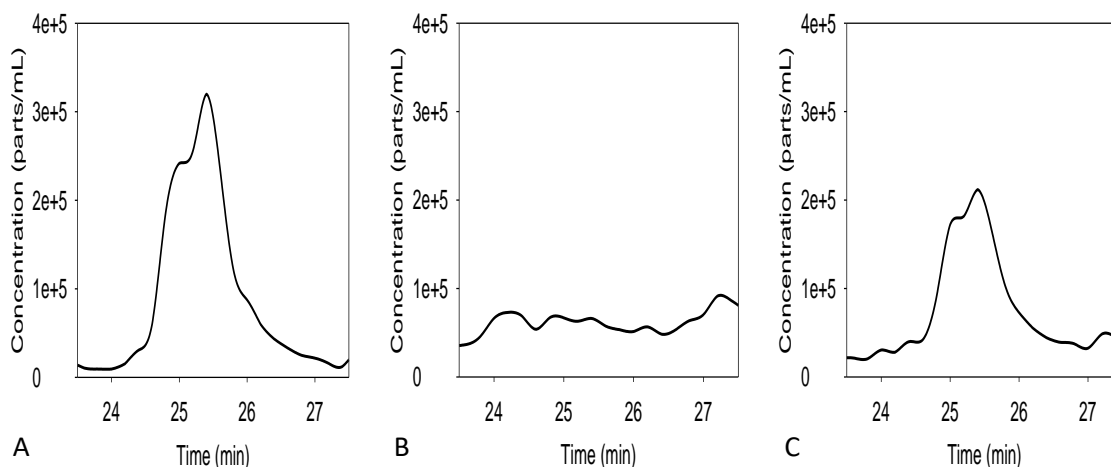 4e+5
3e+5
2e+5
1e+5
0
Concentration (parts/mL)
24 25 26 27
Time (min)
A
4e+5
3e+5
2e+5
1e+5
0
Concentration (parts/mL)
24 25 26 27
Time (min)
B
4e+5
3e+5
2e+5
1e+5
0
Concentration (parts/mL)
24 25 26 27
Time (min)
C